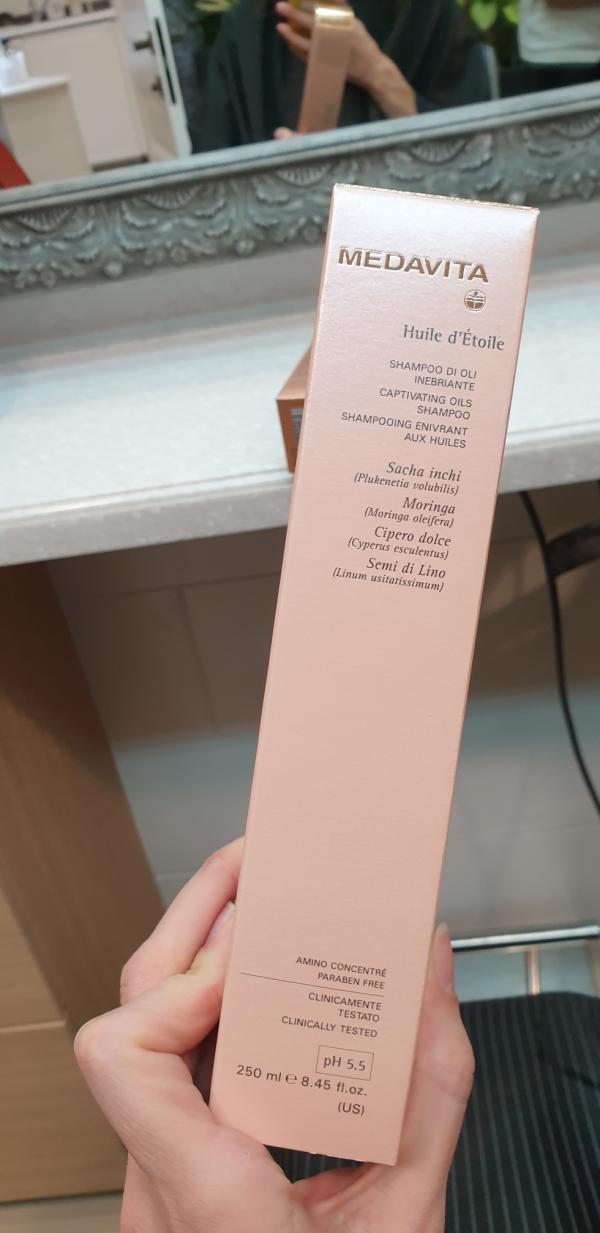 MEDAVITA
Huile d'Étoile
SHAMPOO DI OLI
INEBRIANTE
CAPTIVATING OILS
SHAMPOO
SHAMPOOING ENIVRANT
AUX HUILES
Sacha inchi
(Plukenetia volubilis)
Moringa
(Moringa oleifera)
Cipero dolce
(Cyperus esculentus)
Semi di Lino
(Linum usitatissimum)
AMINO CONCENTRÉ
PARABEN FREE
CLINICAMENTE
TESTATO
CLINICALLY TESTED
pH 5.5
250 ml ℮ 8.45 fl.oz.
(US)